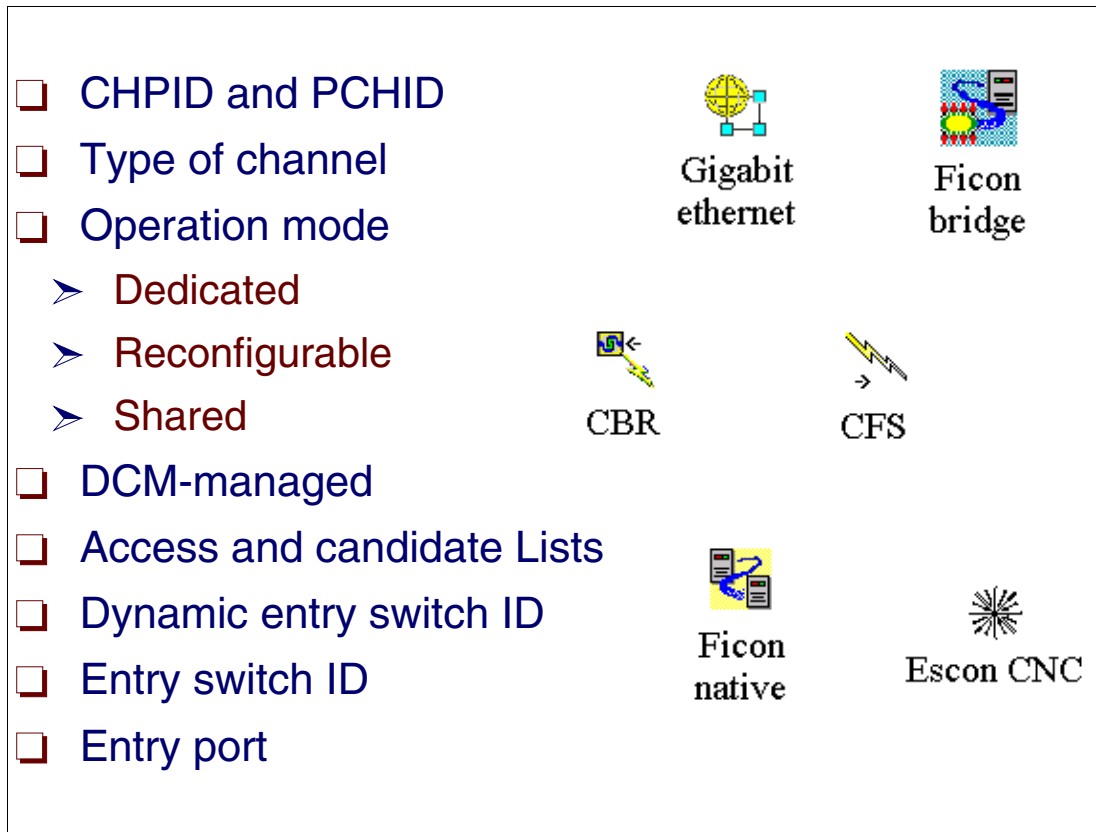 CHPID and PCHID
Type of channel
Operation mode
Dedicated
Reconfigurable
Shared
DCM-managed
Access and candidate Lists
Dynamic entry switch ID
Entry switch ID
Entry port
Gigabit
ethernet
Ficon
bridge
CBR
CFS
Ficon
native
Escon CNC